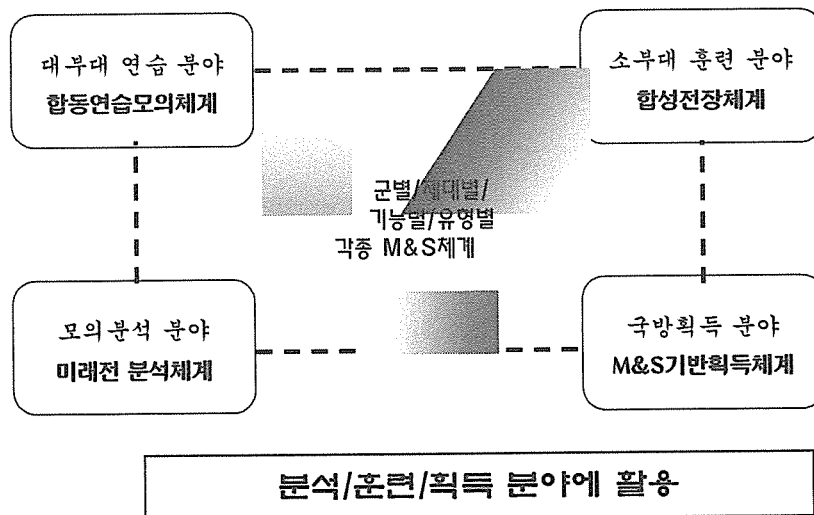 대부대 연습 분야
합동연습모의체계
소부대 훈련 분야
합성전장체계
군별/제대별/
기능별/유형별
각종 M&S체계
모의분석 분야
미래전 분석체계
국방획득 분야
M&S기반획득체계
분석/훈련/획득 분야에 활용